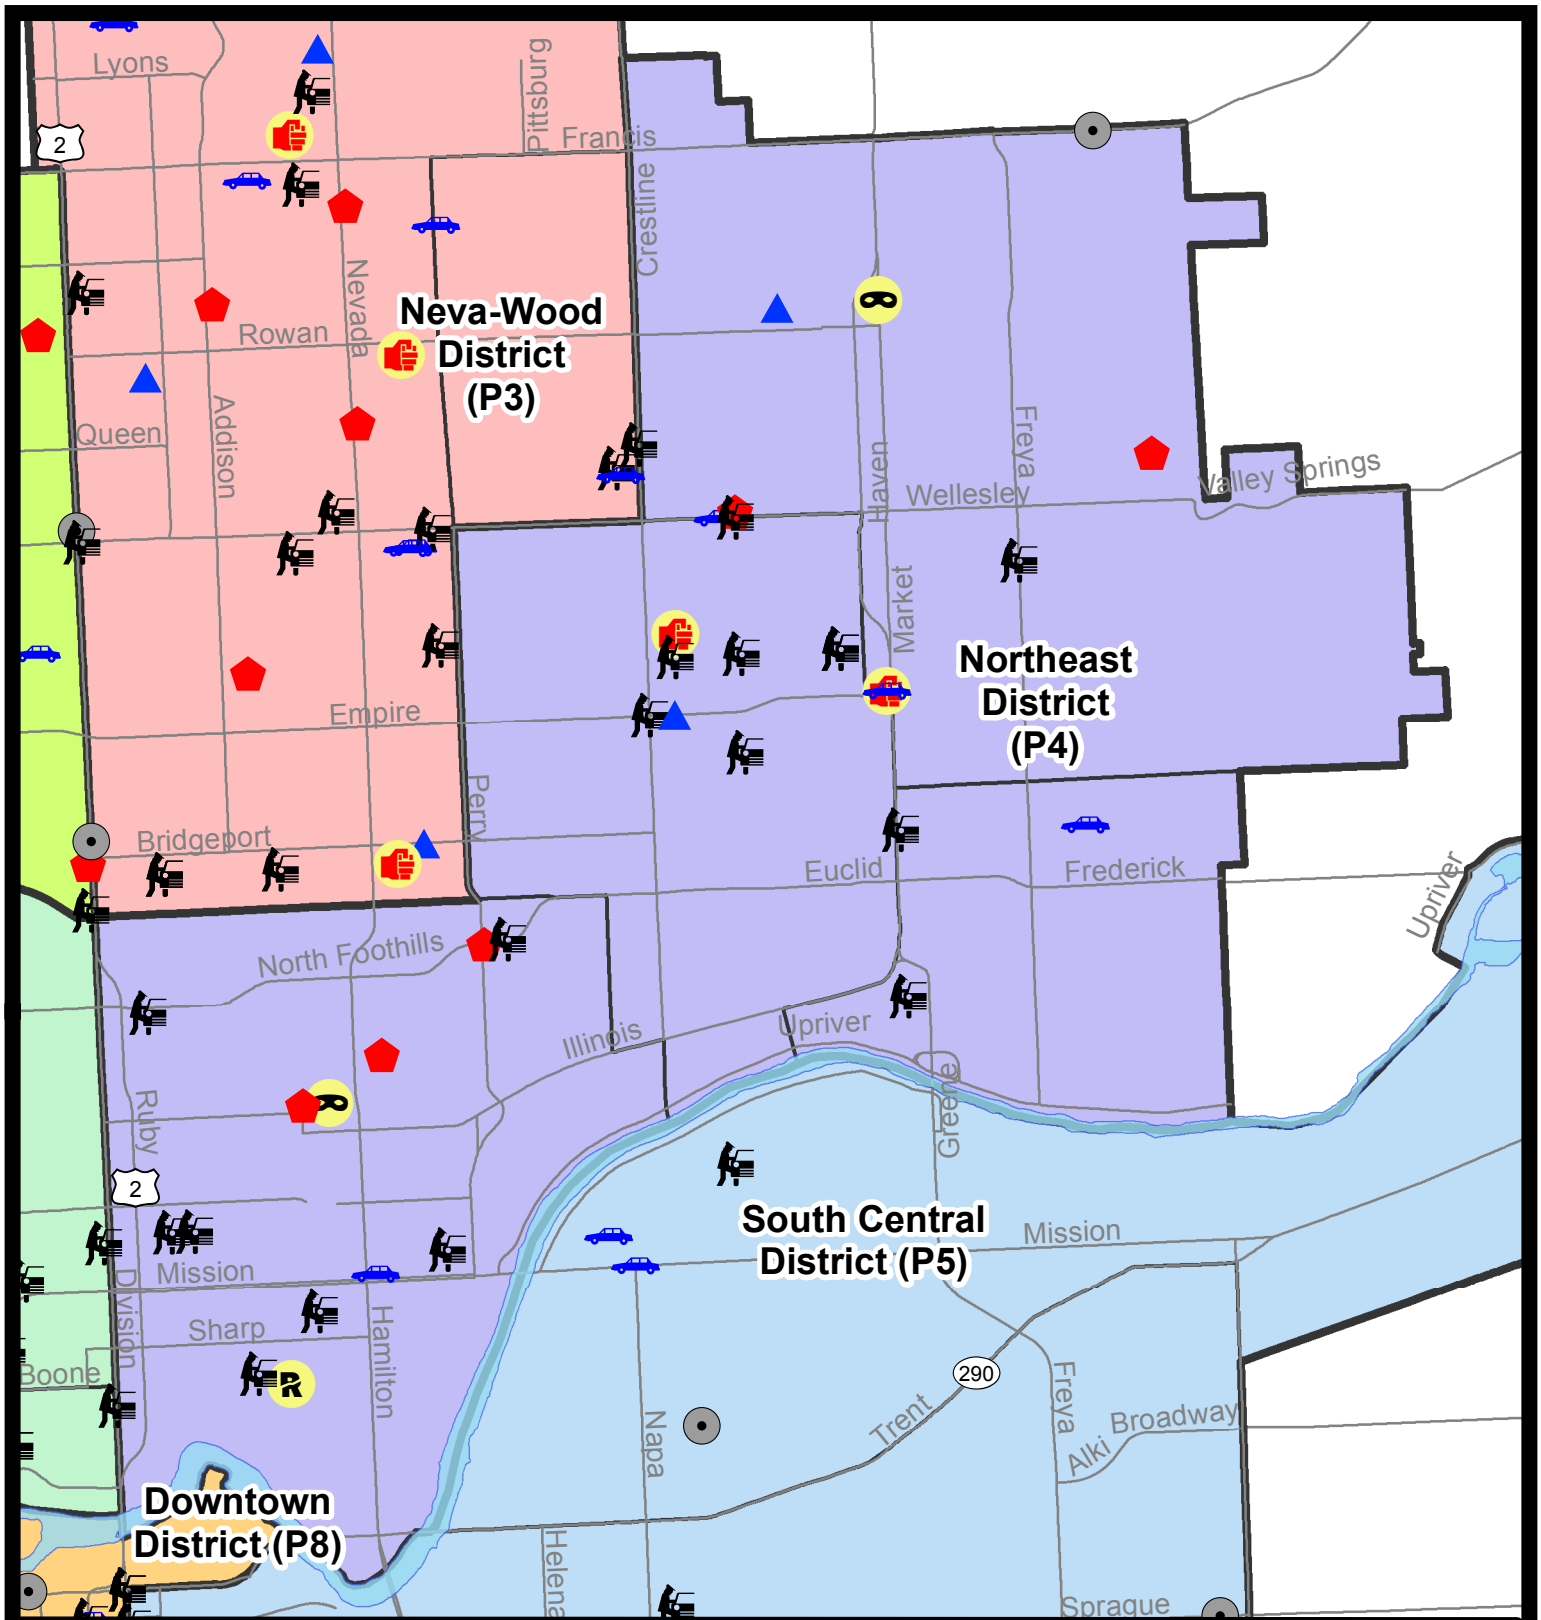 Lyons
Pittsburg
2
Francis
Crestline
Nevada
Neva-Wood
District
(P3)
Rowan
Addison
Queen
Haven
Freya
Valley Springs
Wellesley
Market
Northeast
District
(P4)
Empire
Perry
Bridgeport
Euclid
Frederick
Upriver
North Foothills
Illinois
Upriver
Greene
Ruby
2
South Central
District (P5)
Mission
Mission
Division
Sharp
Hamilton
Boone
R
290
Freya
Trent
Broadway
Alki
Napa
Downtown
District (P8)
Helena
Sprague